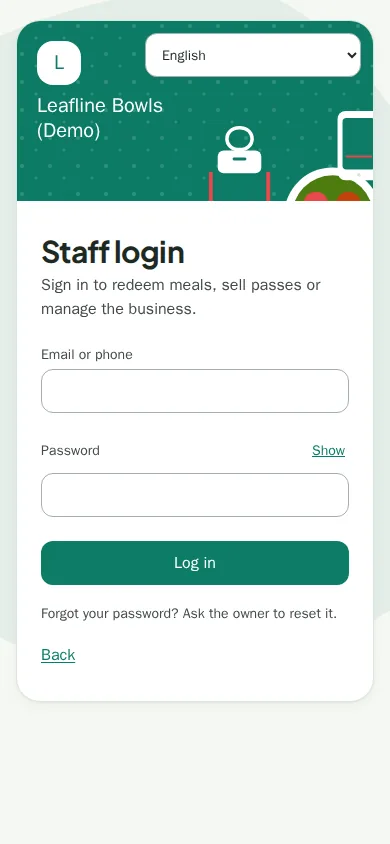 L
English
Leafline Bowls
(Demo)
Staff login
Sign in to redeem meals, sell passes or
manage the business.
Email or phone
Password
Show
Log in
Forgot your password? Ask the owner to reset it.
Back